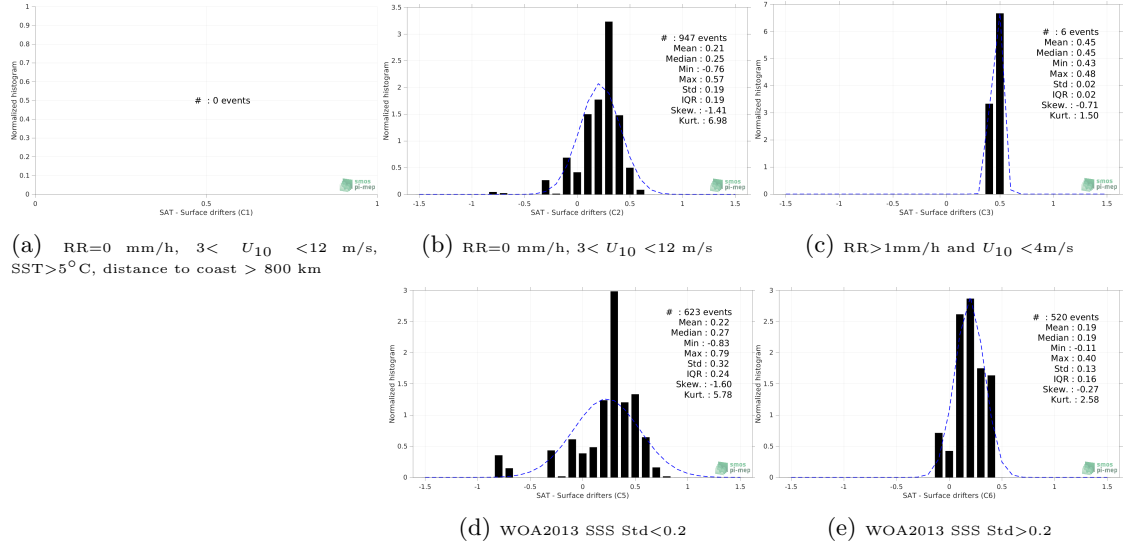 Normalized histogram
1
0.9
0.8
0.7
0.6
0.5
0.4
0.3
0.2
0.1
0
# : 0 events
0
0.5
1
SAT - Surface drifters (C1)
smos
pi-mep
(a) RR=0 mm/h, 3< U10 <12 m/s,
SST>5°C, distance to coast > 800 km
Normalized histogram
3.5
3
2.5
2
1.5
1
0.5
0
# : 947 events
Mean : 0.21
Median : 0.25
Min : -0.76
Max : 0.57
Std : 0.19
IQR : 0.19
Skew. : -1.41
Kurt. : 6.98
-1.5
-1
-0.5
0
0.5
1
1.5
SAT - Surface drifters (C2)
smos
pi-mep
(b) RR=0 mm/h, 3< U10 <12 m/s
Normalized histogram
7
6
5
4
3
2
1
0
# : 6 events
Mean : 0.45
Median : 0.45
Min : 0.43
Max : 0.48
Std : 0.02
IQR : 0.02
Skew. : -0.71
Kurt. : 1.50
-1.5
-1
-0.5
0
0.5
1
1.5
SAT - Surface drifters (C3)
smos
pi-mep
(c) RR>1mm/h and U10 <4m/s
Normalized histogram
3
2.5
2
1.5
1
0.5
0
# : 623 events
Mean : 0.22
Median : 0.27
Min : -0.83
Max : 0.79
Std : 0.32
IQR : 0.24
Skew. : -1.60
Kurt. : 5.78
-1.5
-1
-0.5
0
0.5
1
1.5
SAT - Surface drifters (C5)
smos
pi-mep
(d) WOA2013 SSS Std<0.2
Normalized histogram
3
2.5
2
1.5
1
0.5
0
# : 520 events
Mean : 0.19
Median : 0.19
Min : -0.11
Max : 0.40
Std : 0.13
IQR : 0.16
Skew. : -0.27
Kurt. : 2.58
-1.5
-1
-0.5
0
0.5
1
1.5
SAT - Surface drifters (C6)
smos
pi-mep
(e) WOA2013 SSS Std>0.2